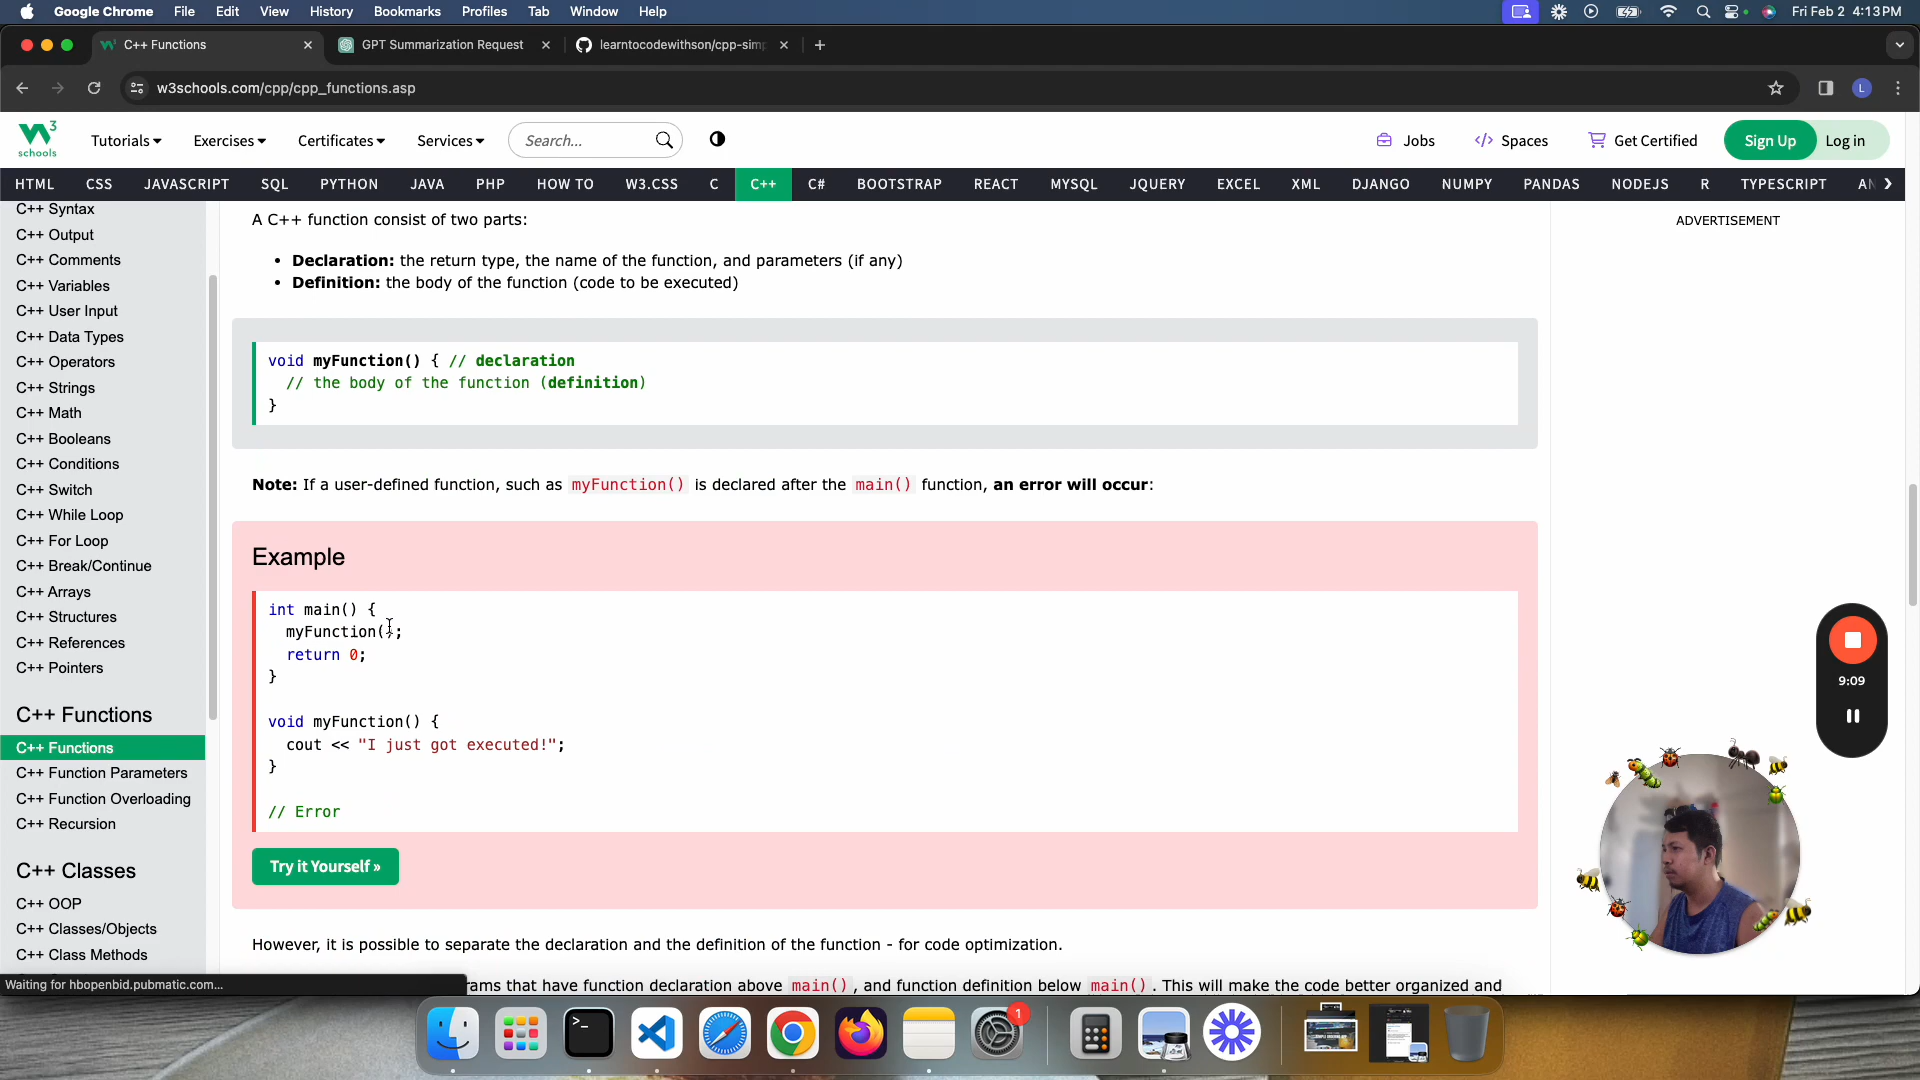 Google Chrome File Edit View History Bookmarks Profiles Tab Window Help
Fri Feb 2 4:13 PM
C++ Functions
GPT Summarization Request
learntocodewithson/cpp-simp
w3schools.com/cpp/cpp_functions.asp
L
3
schools
Tutorials
Exercises
Certificates
Services
Search...
Jobs
Spaces
Get Certified
Sign Up
Log in
HTML CSS JAVASCRIPT SQL PYTHON JAVA PHP HOW TO W3.CSS C C++ C# BOOTSTRAP REACT MYSQL JQUERY EXCEL XML DJANGO NUMPY PANDAS NODEJS R TYPESCRIPT AN
C++ Syntax
C++ Output
C++ Comments
C++ Variables
C++ User Input
C++ Data Types
C++ Operators
C++ Strings
C++ Math
C++ Booleans
C++ Conditions
C++ Switch
C++ While Loop
C++ For Loop
C++ Break/Continue
C++ Arrays
C++ Structures
C++ References
C++ Pointers
C++ Functions
C++ Functions
C++ Function Parameters
C++ Function Overloading
C++ Recursion
C++ Classes
C++ OOP
C++ Classes/Objects
C++ Class Methods
A C++ function consist of two parts:
• Declaration: the return type, the name of the function, and parameters (if any)
• Definition: the body of the function (code to be executed)
void myFunction() { // declaration
// the body of the function (definition)
}
Note: If a user-defined function, such as myFunction() is declared after the main() function, an error will occur:
Example
int main() {
myFunction();
return 0;
}
void myFunction() {
cout << "I just got executed!";
}
// Error
Try it Yourself »
However, it is possible to separate the declaration and the definition of the function - for code optimization.
rams that have function declaration above main(), and function definition below main(). This will make the code better organized and
ADVERTISEMENT
9:09
Waiting for hbopenbid.pubmatic.com...
1